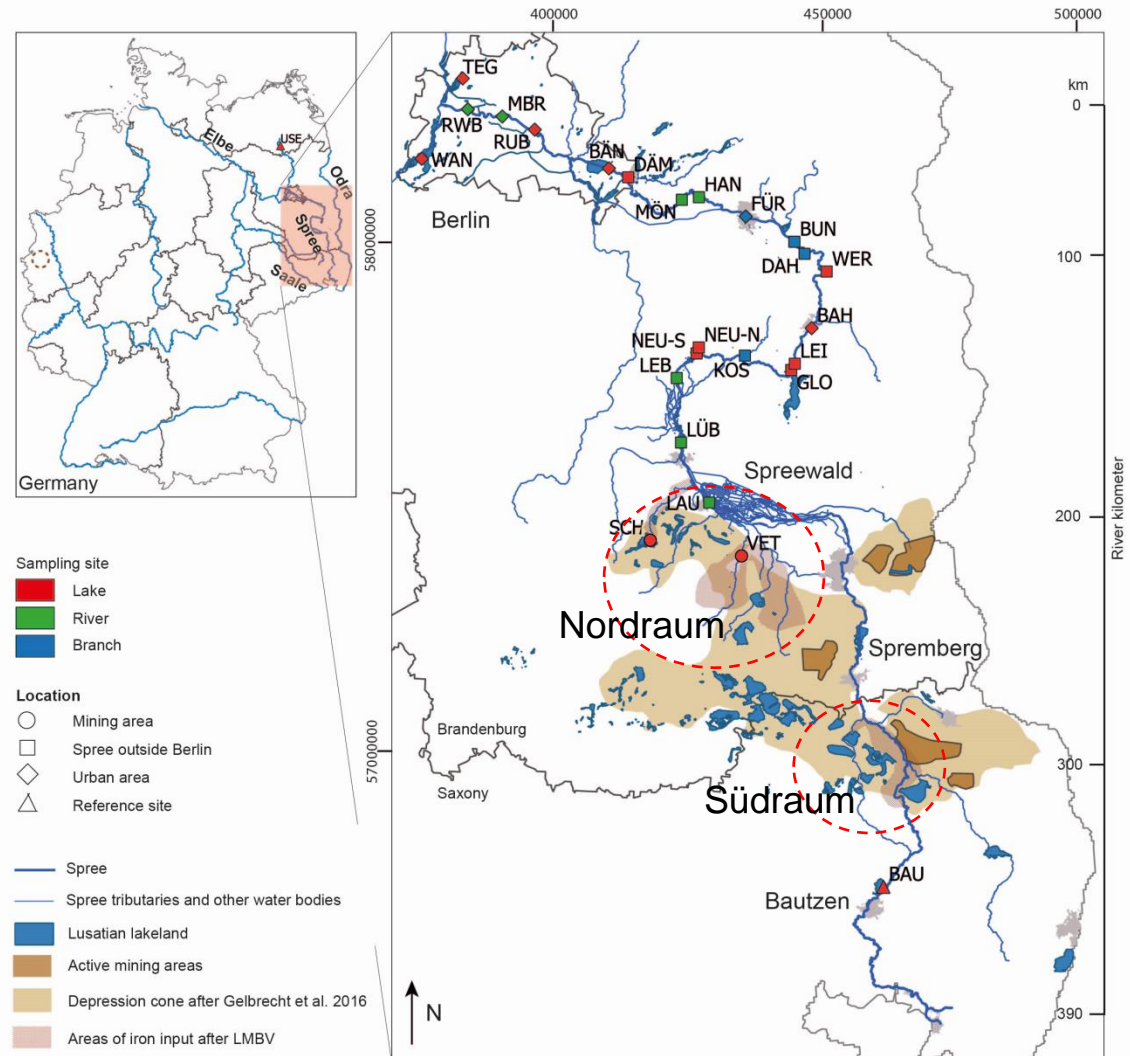 400000
450000
500000
km
0
100
200
300
390
River kilometer
5800000
5700000
USE
Elbe
Odra
Spree
Saale
Germany
TEG
MBR
RWB
RUB
WAN
BÄN
DÄM
HAN
MÖN
FÜR
BUN
DAH
WER
BAH
NEU-S
NEU-N
LEI
LEB
KOS
GLO
LÜB
LAU
SCH
VET
BAU
Berlin
Spreewald
Nordraum
Spremberg
Brandenburg
Saxony
Südraum
Bautzen
N
Sampling site
Lake
River
Branch
Location
Mining area
Spree outside Berlin
Urban area
Reference site
Spree
Spree tributaries and other water bodies
Lusatian lakeland
Active mining areas
Depression cone after Gelbrecht et al. 2016
Areas of iron input after LMBV